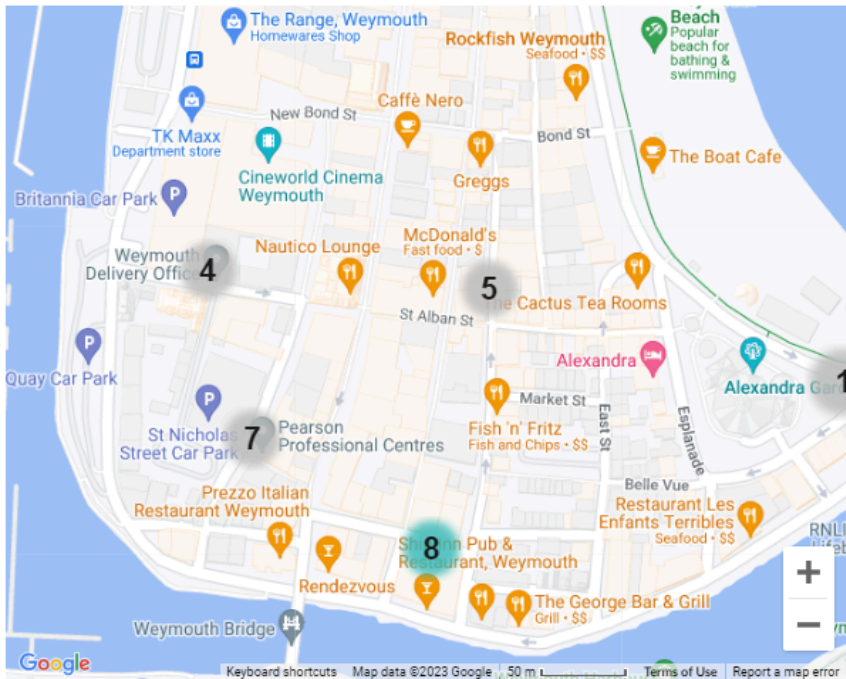 Beach
Popular
beach for
bathing &
swimming
The Range, Weymouth
Homewares Shop
Rockfish Weymouth
Seafood • $$
New Bond St
Caffè Nero
Bond St
TK Maxx
Department store
The Boat Cafe
Cineworld Cinema
Weymouth
Greggs
Britannia Car Park
P
McDonald's
Fast food • $
Weymouth
Delivery Office
4
Nautico Lounge
5
The Cactus Tea Rooms
St Alban St
P
Quay Car Park
Alexandra
1
Alexandra
Market St
P
Fish 'n' Fritz
Fish and Chips • $$
East St
Esplanade
St Nicholas
Street Car Park
7
Pearson
Professional Centres
Belle Vue
Prezzo Italian
Restaurant Weymouth
Restaurant Les
Enfants Terribles
Seafood • $$
RNLI
8
Pub &
Restaurant, Weymouth
Rendezvous
The George Bar & Grill
Grill • $$
+
−
Weymouth Bridge
Google
Keyboard shortcuts
Map data ©2023 Google
50 m
Terms of Use
Report a map error